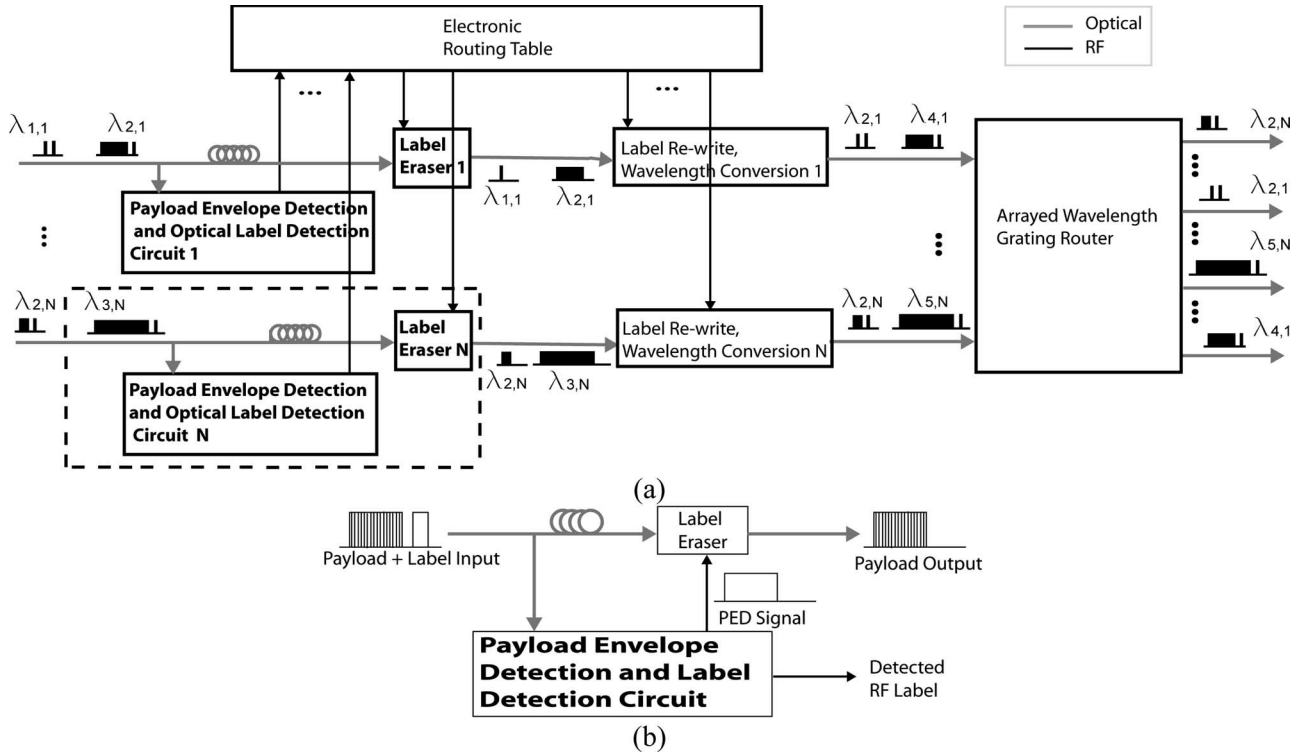 Electronic
Routing Table
Optical
RF
...
...
λ1,1
λ2,1
Label
Eraser 1
λ1,1
λ2,1
Label Re-write,
Wavelength Conversion 1
λ2,1
λ4,1
Arrayed Wavelength
Grating Router
λ2,N
λ2,1
λ5,N
λ4,1
Payload Envelope Detection
and Optical Label Detection
Circuit 1
λ2,N
λ3,N
Label
Eraser N
λ2,N
λ3,N
Label Re-write,
Wavelength Conversion N
λ2,N
λ5,N
Payload Envelope Detection
and Optical Label Detection
Circuit N
(a)
Payload + Label Input
Label
Eraser
Payload Output
PED Signal
Payload Envelope
Detection and Label
Detection Circuit
Detected
RF Label
(b)